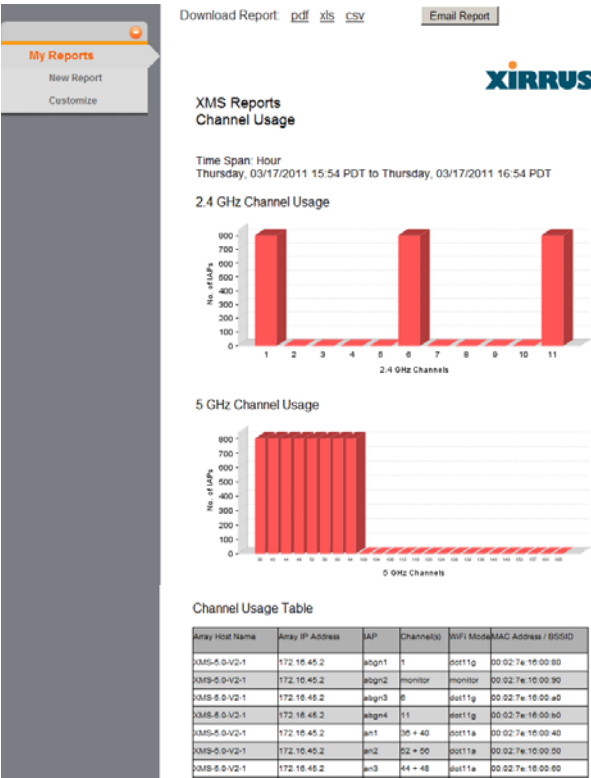 Download Report: pdf xls csv Email Report
My Reports
New Report
Customize
XIRRUS
XMS Reports
Channel Usage
Time Span: Hour
Thursday, 03/17/2011 15:54 PDT to Thursday, 03/17/2011 16:54 PDT
2.4 GHz Channel Usage
No. of IAPs
800
700
600
500
400
300
200
100
0
1 2 3 4 5 6 7 8 9 10 11
2.4 GHz Channels
5 GHz Channel Usage
No. of IAPs
800
700
600
500
400
300
200
100
0
5 GHz Channels
Channel Usage Table
Array Host Name Array IP Address IAP Channel(s) WiFi Mode MAC Address / BSSID
XMS-5.0-V2-1 172.16.45.2 abgn1 1 dot11g 00:02:7e:16:00:80
XMS-5.0-V2-1 172.16.45.2 abgn2 monitor monitor 00:02:7e:16:00:90
XMS-5.0-V2-1 172.16.45.2 abgn3 6 dot11g 00:02:7e:16:00:a0
XMS-5.0-V2-1 172.16.45.2 abgn4 11 dot11g 00:02:7e:16:00:b0
XMS-5.0-V2-1 172.16.45.2 an1 36 + 40 dot11a 00:02:7e:16:00:40
XMS-5.0-V2-1 172.16.45.2 an2 52 + 56 dot11a 00:02:7e:16:00:50
XMS-5.0-V2-1 172.16.45.2 an3 44 + 48 dot11a 00:02:7e:16:00:60